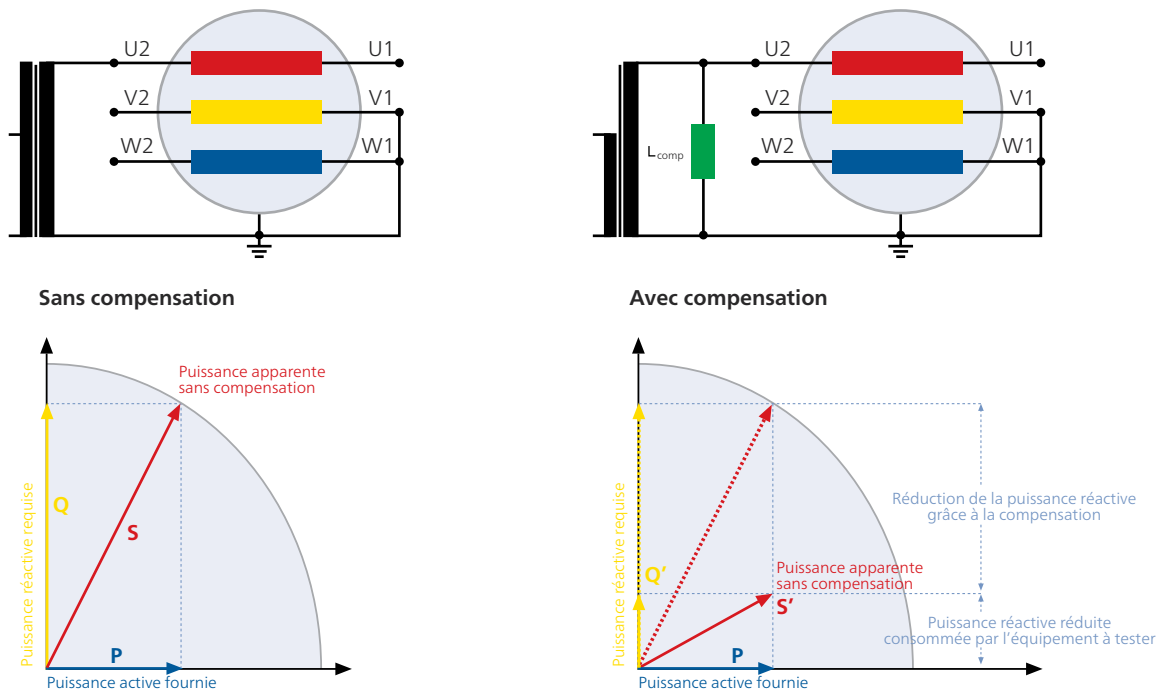 U2
U1
V2
V1
W2
W1
U2
U1
V2
V1
W2
W1
Lcomp
Sans compensation
Avec compensation
Puissance apparente
sans compensation
Puissance réactive requise
Q
S
P
Puissance active fournie
Puissance réactive requise
Q’
Puissance apparente
sans compensation
S’
P
Puissance active fournie
Réduction de la puissance réactive
grâce à la compensation
Puissance réactive réduite
consommée par l’équipement à tester